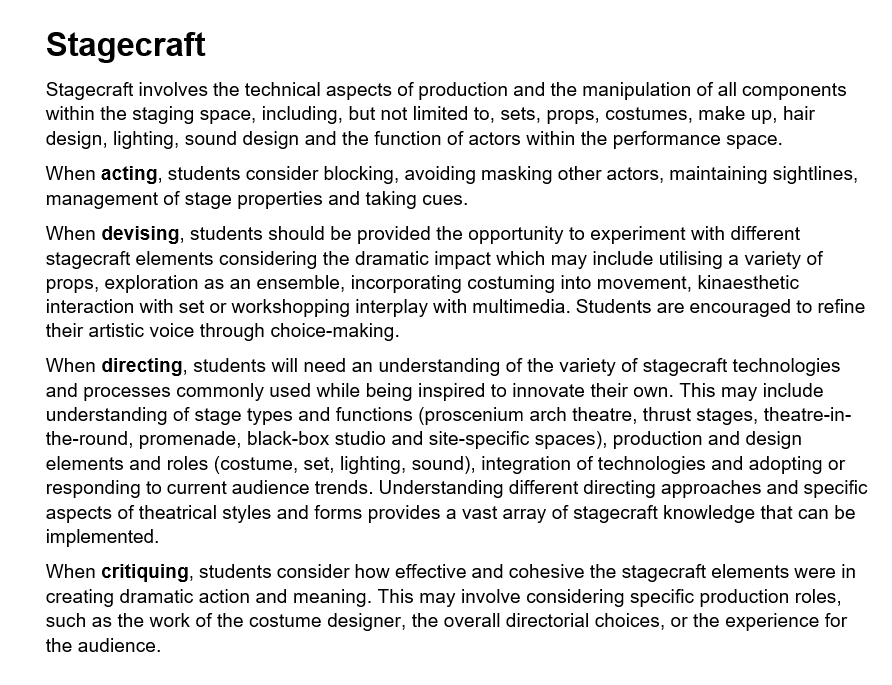 Stagecraft
Stagecraft involves the technical aspects of production and the manipulation of all components
within the staging space, including, but not limited to, sets, props, costumes, make up, hair
design, lighting, sound design and the function of actors within the performance space.
When acting, students consider blocking, avoiding masking other actors, maintaining sightlines,
management of stage properties and taking cues.
When devising, students should be provided the opportunity to experiment with different
stagecraft elements considering the dramatic impact which may include utilising a variety of
props, exploration as an ensemble, incorporating costuming into movement, kinaesthetic
interaction with set or workshopping interplay with multimedia. Students are encouraged to refine
their artistic voice through choice-making.
When directing, students will need an understanding of the variety of stagecraft technologies
and processes commonly used while being inspired to innovate their own. This may include
understanding of stage types and functions (proscenium arch theatre, thrust stages, theatre-in-
the-round, promenade, black-box studio and site-specific spaces), production and design
elements and roles (costume, set, lighting, sound), integration of technologies and adopting or
responding to current audience trends. Understanding different directing approaches and specific
aspects of theatrical styles and forms provides a vast array of stagecraft knowledge that can be
implemented.
When critiquing, students consider how effective and cohesive the stagecraft elements were in
creating dramatic action and meaning. This may involve considering specific production roles,
such as the work of the costume designer, the overall directorial choices, or the experience for
the audience.